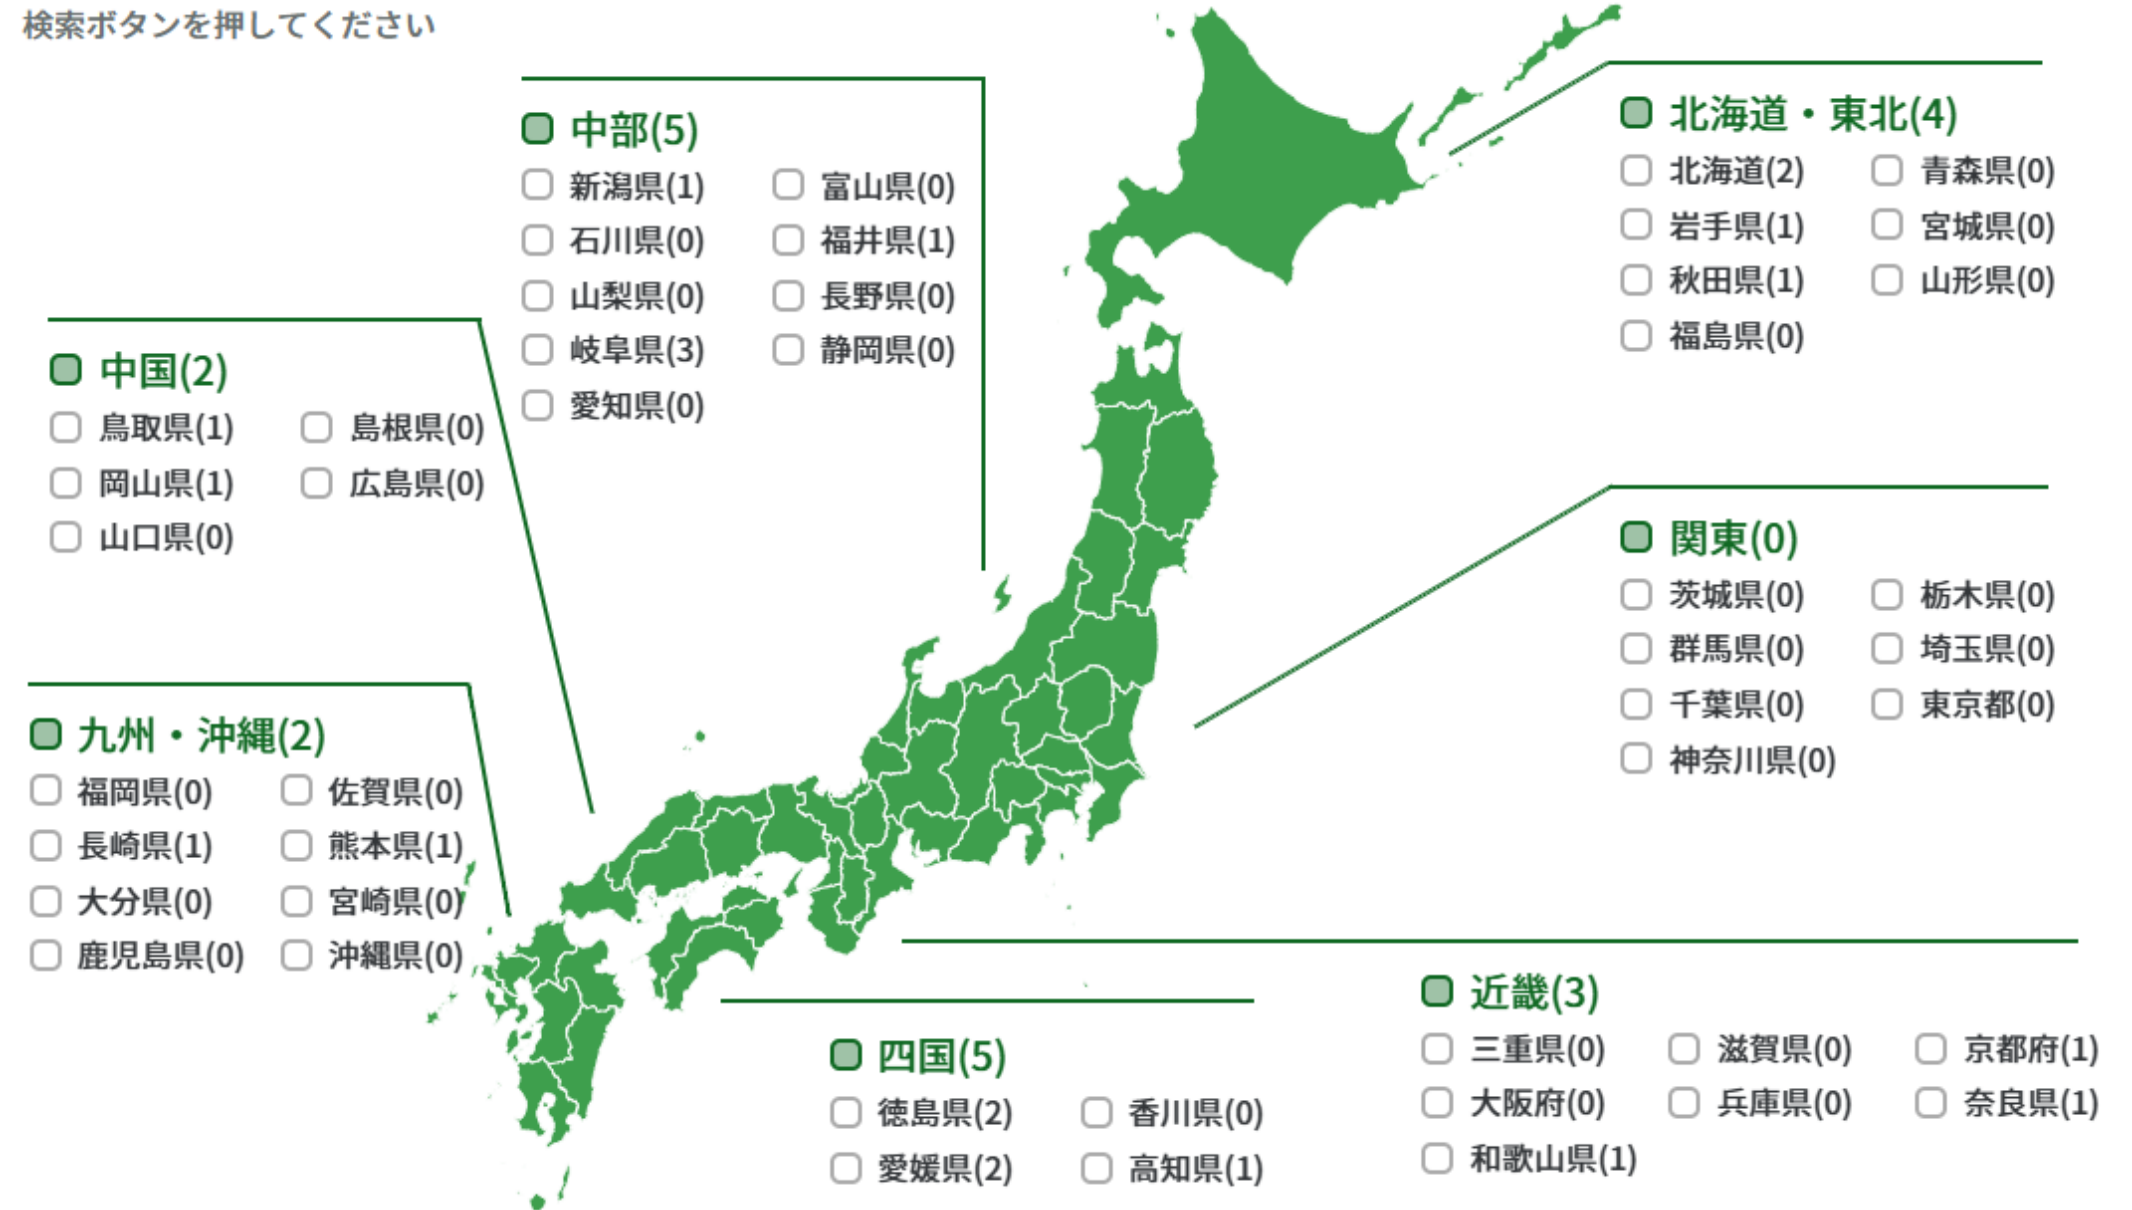 検索ボタンを押してください
中部(5)
新潟県(1) 富山県(0)
石川県(0) 福井県(1)
山梨県(0) 長野県(0)
岐阜県(3) 静岡県(0)
愛知県(0)
北海道・東北(4)
北海道(2) 青森県(0)
岩手県(1) 宮城県(0)
秋田県(1) 山形県(0)
福島県(0)
中国(2)
鳥取県(1) 島根県(0)
岡山県(1) 広島県(0)
山口県(0)
関東(0)
茨城県(0) 栃木県(0)
群馬県(0) 埼玉県(0)
千葉県(0) 東京都(0)
神奈川県(0)
九州・沖縄(2)
福岡県(0) 佐賀県(0)
長崎県(1) 熊本県(1)
大分県(0) 宮崎県(0)
鹿児島県(0) 沖縄県(0)
四国(5)
徳島県(2) 香川県(0)
愛媛県(2) 高知県(1)
近畿(3)
三重県(0) 滋賀県(0) 京都府(1)
大阪府(0) 兵庫県(0) 奈良県(1)
和歌山県(1)